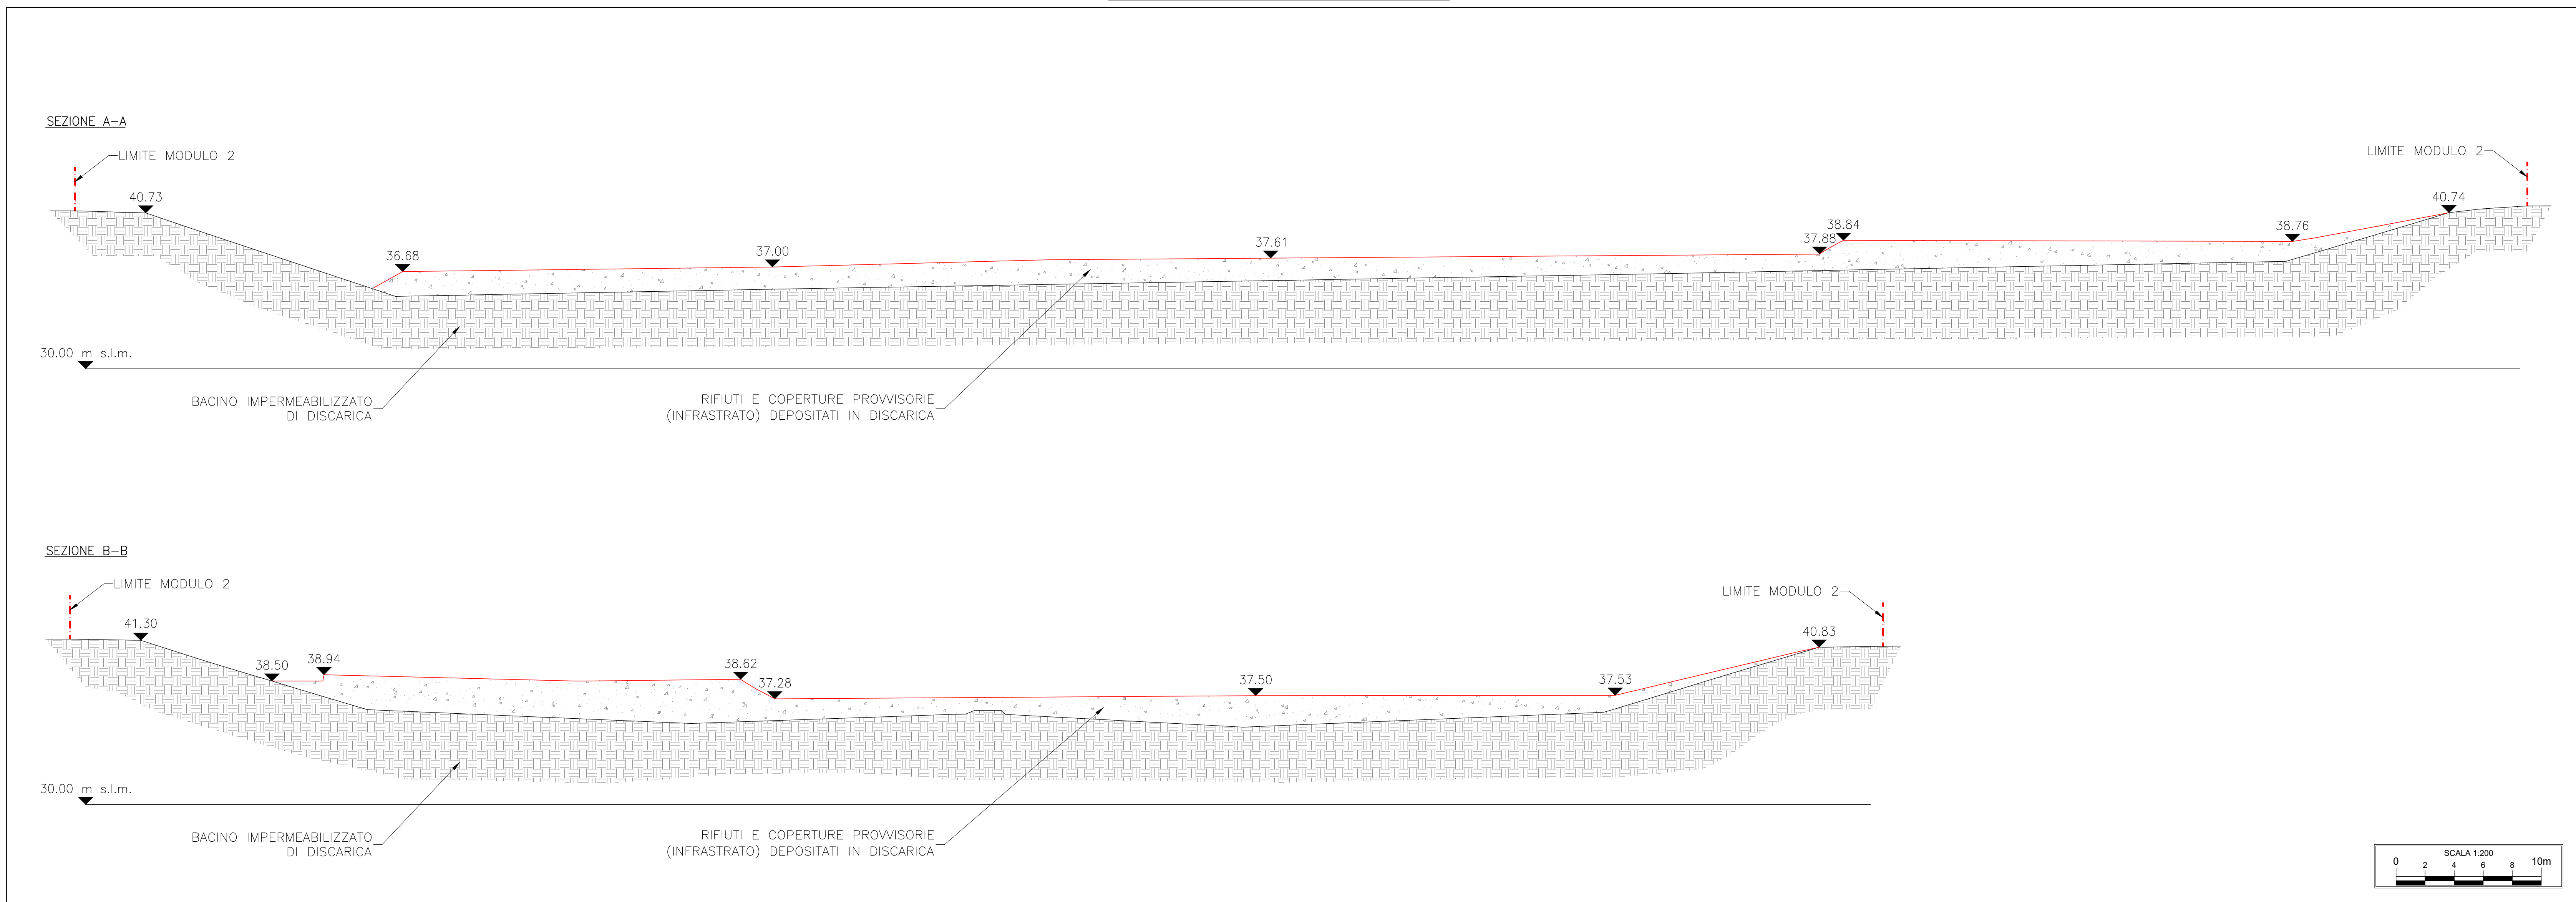 SEZIONE A-A
LIMITE MODULO 2
LIMITE MODULO 2
40.73
36.68
37.00
37.61
37.88
38.84
38.76
40.74
30.00 m s.l.m.
BACINO IMPERMEABILIZZATO
DI DISCARICA
RIFIUTI E COPERTURE PROVVISORIE
(INFRASTRATO) DEPOSITATI IN DISCARICA
SEZIONE B-B
LIMITE MODULO 2
LIMITE MODULO 2
41.30
38.50
38.94
38.62
37.28
37.50
37.53
40.83
30.00 m s.l.m.
BACINO IMPERMEABILIZZATO
DI DISCARICA
RIFIUTI E COPERTURE PROVVISORIE
(INFRASTRATO) DEPOSITATI IN DISCARICA
SCALA 1:200
0 2 4 6 8 10m